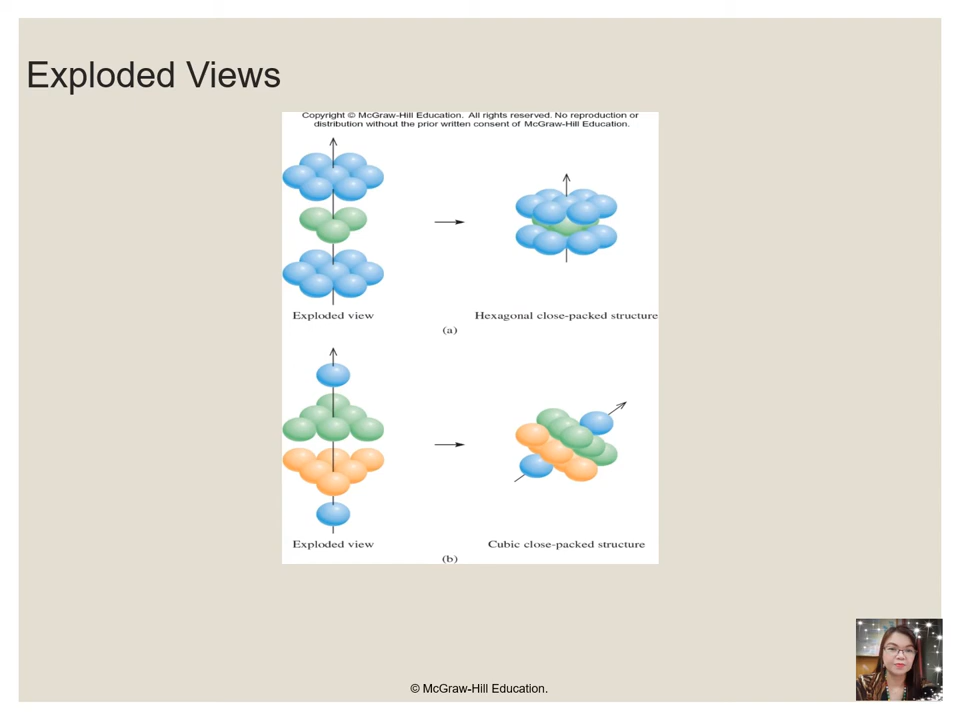 Exploded Views
Copyright © McGraw-Hill Education. All rights reserved. No reproduction or
distribution without the prior written consent of McGraw-Hill Education.
Exploded view
Hexagonal close-packed structure
(a)
Exploded view
Cubic close-packed structure
(b)
© McGraw-Hill Education.